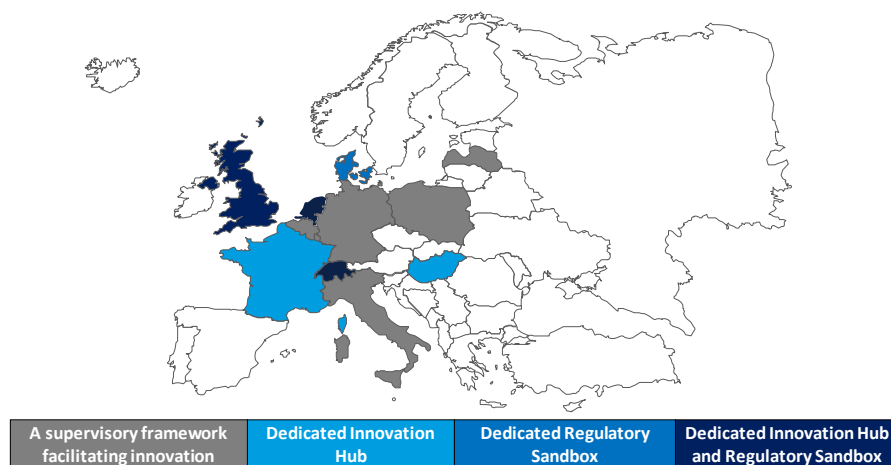 A supervisory framework
facilitating innovation
Dedicated Innovation
Hub
Dedicated Regulatory
Sandbox
Dedicated Innovation Hub
and Regulatory Sandbox